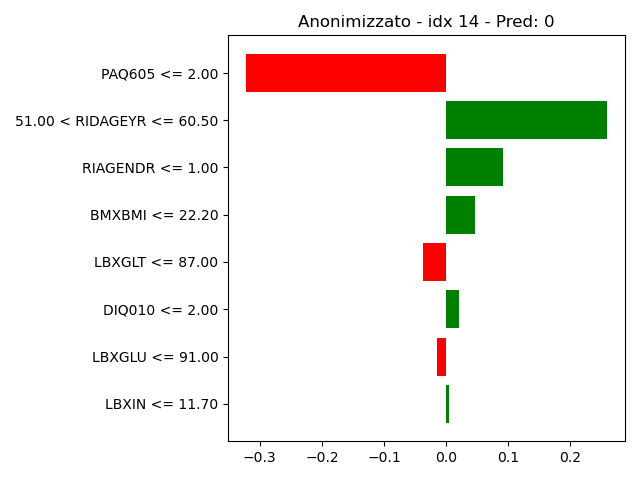 Anonimizzato - idx 14 - Pred: 0
PAQ605 <= 2.00
51.00 < RIDAGEYR <= 60.50
RIAGENDR <= 1.00
BMXBMI <= 22.20
LBXGLT <= 87.00
DIQ010 <= 2.00
LBXGLU <= 91.00
LBXIN <= 11.70
−0.3 −0.2 −0.1 0.0 0.1 0.2